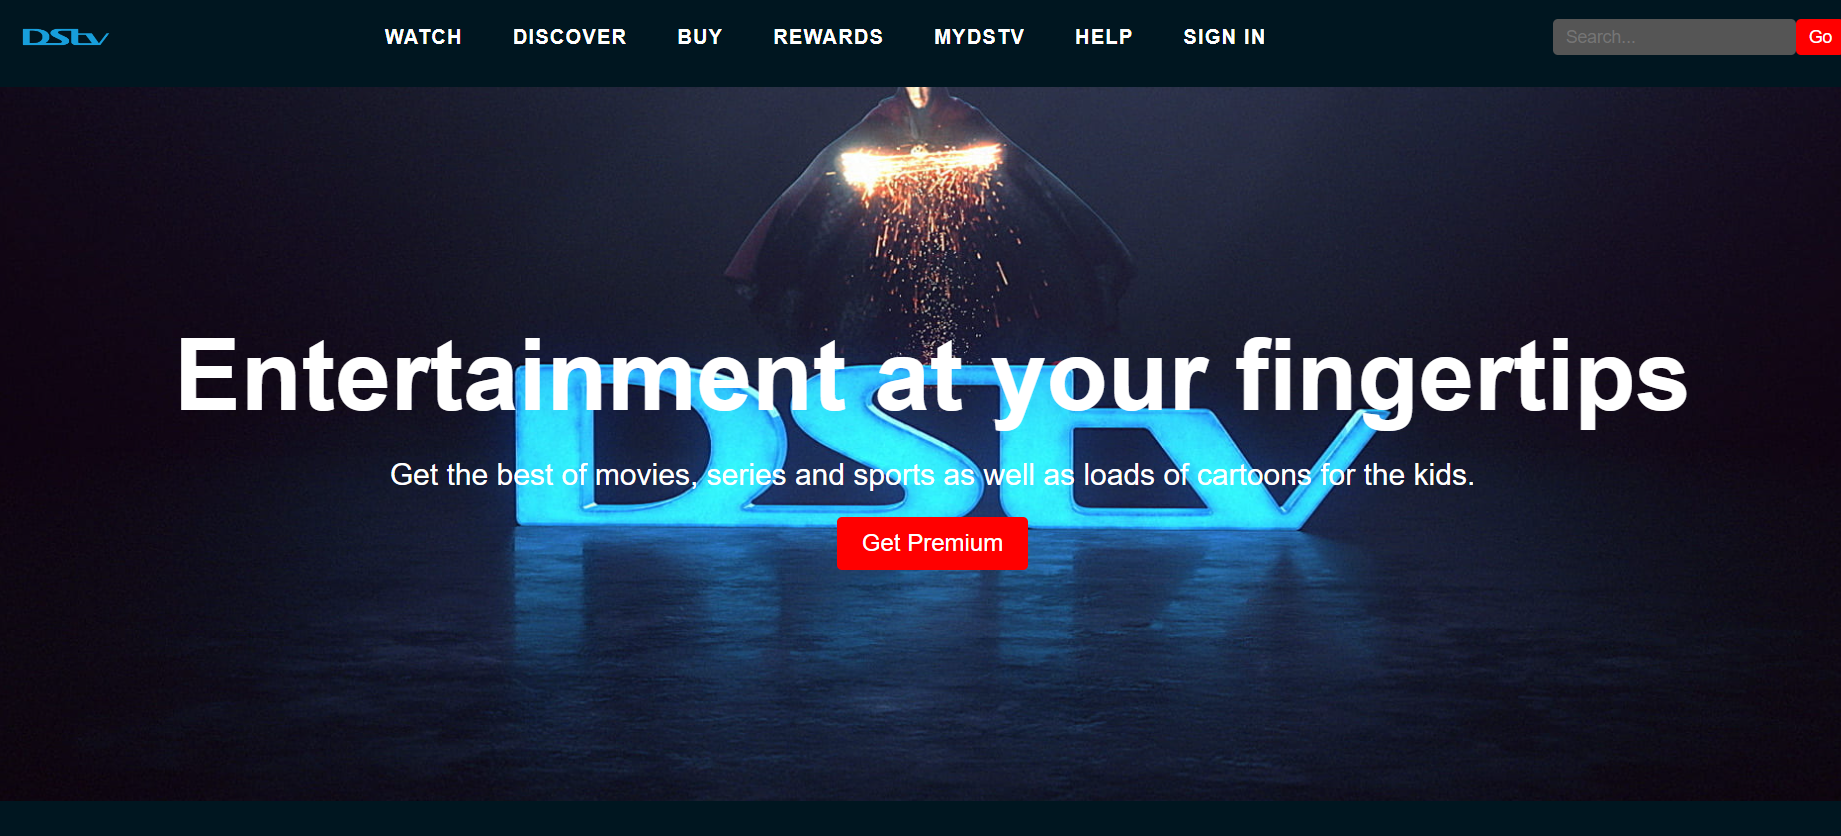 DStv
WATCH DISCOVER BUY REWARDS MYDSTV HELP SIGN IN
Search...
Go
Entertainment at your fingertips
DStv
Get the best of movies, series and sports as well as loads of cartoons for the kids.
Get Premium